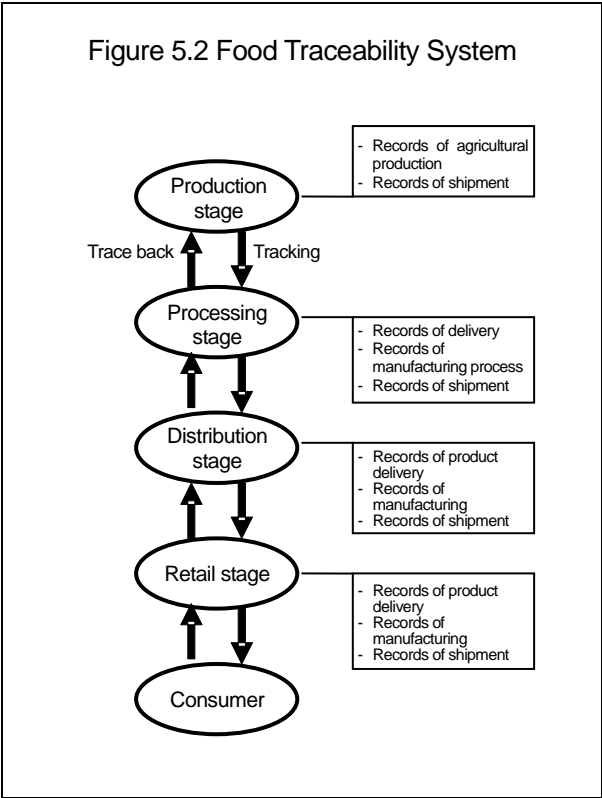 Figure 5.2 Food Traceability System
- Records of agricultural
production
- Records of shipment
Production
stage
Trace back
Tracking
Processing
stage
- Records of delivery
- Records of
manufacturing process
- Records of shipment
Distribution
stage
- Records of product
delivery
- Records of
manufacturing
- Records of shipment
Retail stage
- Records of product
delivery
- Records of
manufacturing
- Records of shipment
Consumer